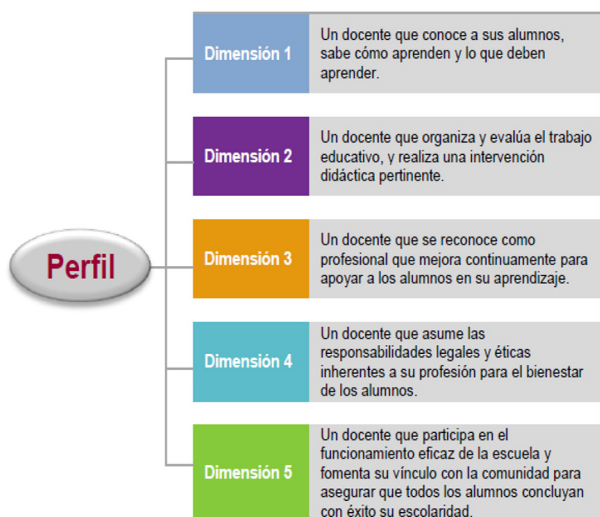 Perfil
Dimensión 1
Un docente que conoce a sus alumnos,
sabe cómo aprenden y lo que deben
aprender.
Dimensión 2
Un docente que organiza y evalúa el trabajo
educativo, y realiza una intervención
didáctica pertinente.
Dimensión 3
Un docente que se reconoce como
profesional que mejora continuamente para
apoyar a los alumnos en su aprendizaje.
Dimensión 4
Un docente que asume las
responsabilidades legales y éticas
inherentes a su profesión para el bienestar
de los alumnos.
Dimensión 5
Un docente que participa en el
funcionamiento eficaz de la escuela y
fomenta su vínculo con la comunidad para
asegurar que todos los alumnos concluyan
con éxito su escolaridad.